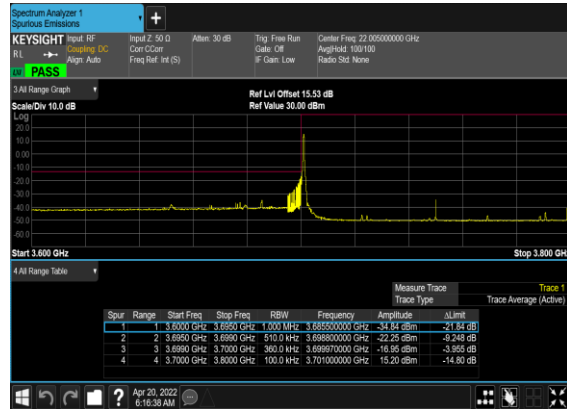 Spectrum Analyzer 1
Spurious Emissions
+
KEYSIGHT Input: RF Input Z: 50 Ω Atten: 30 dB Trig: Free Run Center Freq: 22.005000000 GHz
RL Coupling: DC Corr CCorr Gate: Off Avg|Hold: 100/100
Align: Auto Freq Ref: Int (S) IF Gain: Low Radio Std: None
PASS
3 All Range Graph Ref Lvl Offset 15.53 dB
Scale/Div 10.0 dB Ref Value 30.00 dBm
Log
20.0
10.0
0.00
-10.0
-20.0
-30.0
-40.0
-50.0
-60.0
Start 3.600 GHz Stop 3.800 GHz
4 All Range Table
Measure Trace Trace 1
Trace Type Trace Average (Active)
Spur Range Start Freq Stop Freq RBW Frequency Amplitude ΔLimit
1 1 3.6000 GHz 3.6950 GHz 1.000 MHz 3.685500000 GHz -34.84 dBm -21.84 dB
2 2 3.6950 GHz 3.6990 GHz 510.0 kHz 3.698800000 GHz -22.25 dBm -9.248 dB
3 3 3.6990 GHz 3.7000 GHz 360.0 kHz 3.699970000 GHz -16.95 dBm -3.955 dB
4 4 3.7000 GHz 3.8000 GHz 100.0 kHz 3.701000000 GHz 15.20 dBm -14.80 dB
? Apr 20, 2022
6:16:38 AM